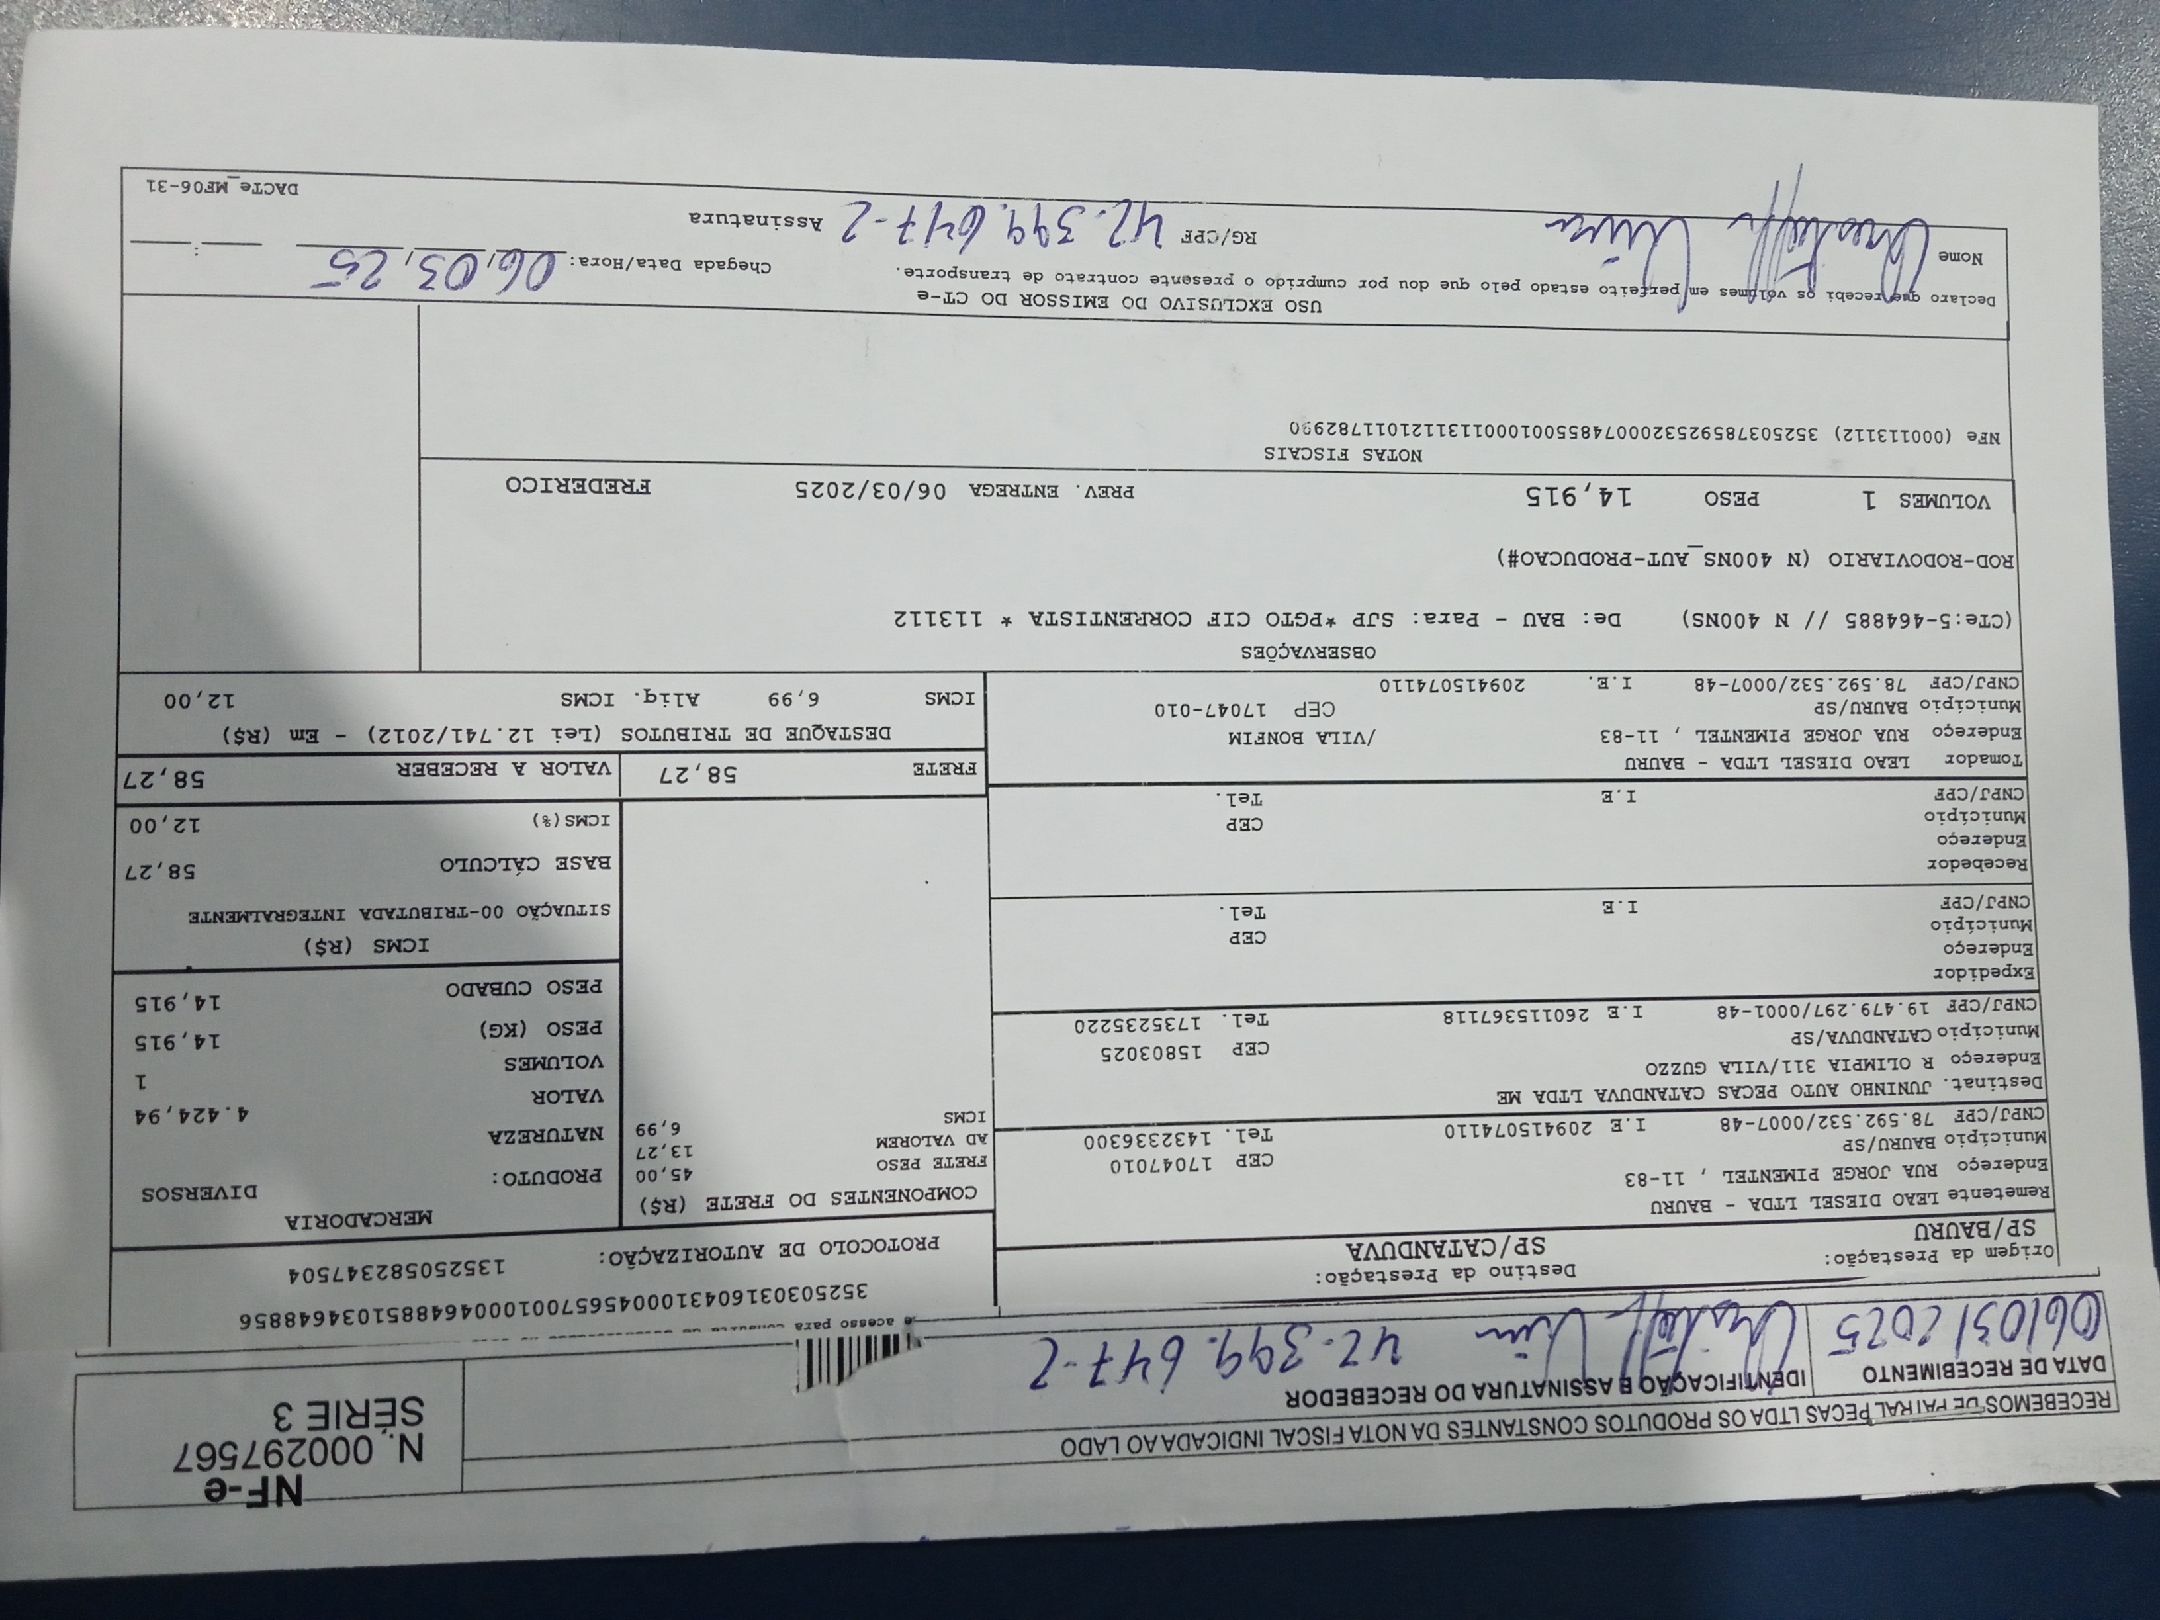 RECEBEMOS DE PAIRAL PECAS LTDA OS PRODUTOS CONSTANTES DA NOTA FISCAL INDICADA AO LADO
DATA DE RECEBIMENTO
06/03/2025
IDENTIFICAÇÃO E ASSINATURA DO RECEBEDOR
42.399.647-2
NF-e
N. 000297567
SÉRIE 3
acesso para
35250303160431000456570010004648851034648856
PROTOCOLO DE AUTORIZAÇÃO: 135250582347504
Origem da Prestação:
SP/BAURU
Destino da Prestação:
SP/CATANDUVA
Remetente LEAO DIESEL LTDA - BAURU
Endereço RUA JORGE PIMENTEL , 11-83
Município BAURU/SP CEP 17047010
CNPJ/CPF 78.592.532/0007-48 I.E 209415074110 Tel. 1432336300
Destinat. JUNINHO AUTO PECAS CATANDUVA LTDA ME
Endereço R OLIMPIA 311/VILA GUZZO
Município CATANDUVA/SP CEP 15803025
CNPJ/CPF 19.479.297/0001-48 I.E 260115367118 Tel. 1735235220
Expedidor
Endereço
Município CEP
CNPJ/CPF I.E Tel.
Recebedor
Endereço
Município CEP
CNPJ/CPF I.E Tel.
Tomador LEAO DIESEL LTDA - BAURU
Endereço RUA JORGE PIMENTEL , 11-83 /VILA BONFIM
Município BAURU/SP CEP 17047-010
CNPJ/CPF 78.592.532/0007-48 I.E. 209415074110
COMPONENTES DO FRETE (R$)
FRETE PESO 45,00
AD VALOREM 13,27
ICMS 6,99
MERCADORIA
PRODUTO: DIVERSOS
NATUREZA
VALOR 4.424,94
VOLUMES 1
PESO (KG) 14,915
PESO CUBADO 14,915
ICMS (R$)
SITUAÇÃO 00-TRIBUTADA INTEGRALMENTE
BASE CÁLCULO 58,27
ICMS(%) 12,00
FRETE 58,27
VALOR A RECEBER 58,27
DESTAQUE DE TRIBUTOS (Lei 12.741/2012) - Em (R$)
ICMS 6,99 Aliq. ICMS 12,00
OBSERVAÇÕES
(CTe:5-464885 // N 400NS) De: BAU - Para: SJP *PGTO CIF CORRENTISTA * 113112
ROD-RODOVIARIO (N 400NS_AUT-PRODUCAO#)
VOLUMES 1 PESO 14,915 PREV. ENTREGA 06/03/2025 FREDERICO
NOTAS FISCAIS
NFe (000113112) 35250378592532000748550010001131121011782930
USO EXCLUSIVO DO EMISSOR DO CT-e
Declaro que recebi os volumes em perfeito estado pelo que dou por cumprido o presente contrato de transporte.
Chegada Data/Hora: 06,03,25
Nome
RG/CPF 42.399.647-2 Assinatura
DACTe_MF06-31